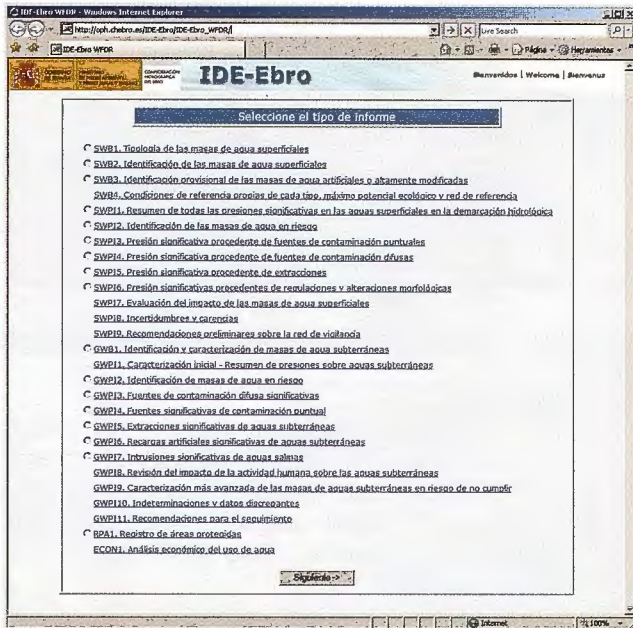 IDE-Ebro WFDR - Windows Internet Explorer
http://oph.chebro.es/IDE-Ebro/IDE-Ebro_WFDR/
Live Search
IDE-Ebro WFDR
Página
Herramientas
IDE-Ebro
Bienvenidos | Welcome | Bienvenus
Seleccione el tipo de informe
SWB1. Tipología de las masas de agua superficiales
SWB2. Identificación de las masas de agua superficiales
SWB3. Identificación provisional de las masas de agua artificiales o altamente modificadas
SWB4. Condiciones de referencia propias de cada tipo, máximo potencial ecológico y red de referencia
SWPI1. Resumen de todas las presiones significativas en las aguas superficiales en la demarcación hidrológica
SWPI2. Identificación de las masas de agua en riesgo
SWPI3. Presión significativa procedente de fuentes de contaminación puntuales
SWPI4. Presión significativa procedente de fuentes de contaminación difusas
SWPI5. Presión significativa procedente de extracciones
SWPI6. Presión significativas procedentes de regulaciones y alteraciones morfológicas
SWPI7. Evaluación del impacto de las masas de agua superficiales
SWPI8. Incertidumbres y carencias
SWPI9. Recomendaciones preliminares sobre la red de vigilancia
GWB1. Identificación y caracterización de masas de agua subterráneas
GWPI1. Caracterización inicial - Resumen de presiones sobre aguas subterráneas
GWPI2. Identificación de masas de agua en riesgo
GWPI3. Fuentes de contaminación difusa significativas
GWPI4. Fuentes significativas de contaminación puntual
GWPI5. Extracciones significativas de aguas subterráneas
GWPI6. Recargas artificiales significativas de aguas subterráneas
GWPI7. Intrusiones significativas de aguas salinas
GWPI8. Revisión del impacto de la actividad humana sobre las aguas subterráneas
GWPI9. Caracterización más avanzada de las masas de aguas subterráneas en riesgo de no cumplir
GWPI10. Indeterminaciones y datos discrepantes
GWPI11. Recomendaciones para el seguimiento
RPA1. Registro de áreas protegidas
ECON1. Análisis económico del uso de agua
Siguiente ->
Internet
100%